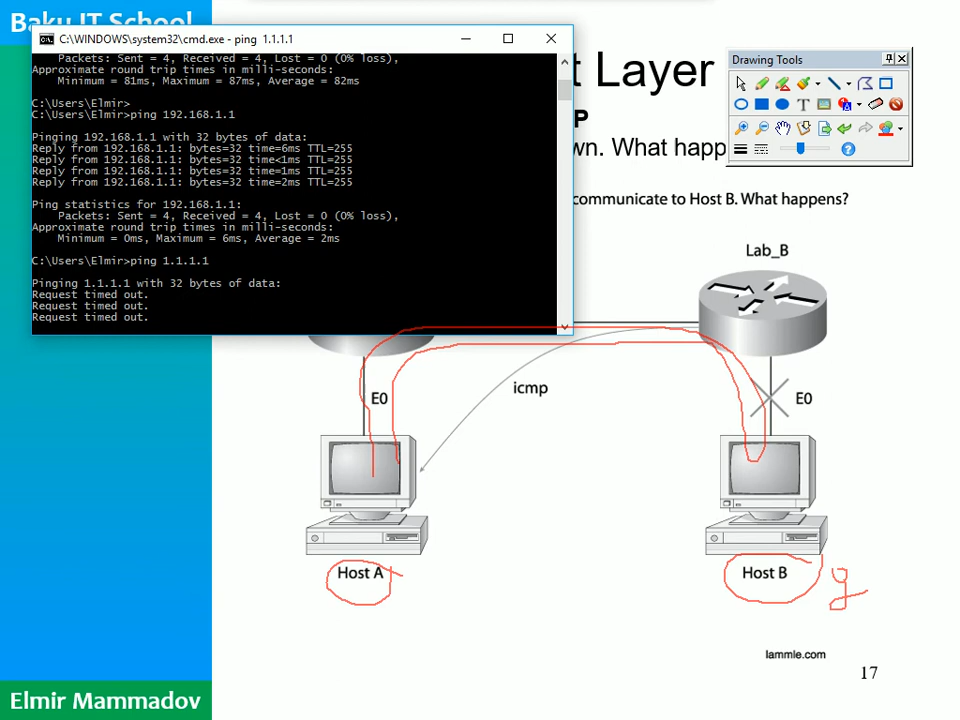 Baku IT School
C:\WINDOWS\system32\cmd.exe - ping 1.1.1.1
Packets: Sent = 4, Received = 4, Lost = 0 (0% loss),
Approximate round trip times in milli-seconds:
Minimum = 81ms, Maximum = 87ms, Average = 82ms
C:\Users\Elmir>
C:\Users\Elmir>ping 192.168.1.1
Pinging 192.168.1.1 with 32 bytes of data:
Reply from 192.168.1.1: bytes=32 time=6ms TTL=255
Reply from 192.168.1.1: bytes=32 time<1ms TTL=255
Reply from 192.168.1.1: bytes=32 time=1ms TTL=255
Reply from 192.168.1.1: bytes=32 time=2ms TTL=255
Ping statistics for 192.168.1.1:
Packets: Sent = 4, Received = 4, Lost = 0 (0% loss),
Approximate round trip times in milli-seconds:
Minimum = 0ms, Maximum = 6ms, Average = 2ms
C:\Users\Elmir>ping 1.1.1.1
Pinging 1.1.1.1 with 32 bytes of data:
Request timed out.
Request timed out.
Request timed out.
t Layer
Drawing Tools
P
wn. What happ
communicate to Host B. What happens?
Lab_B
icmp
E0
E0
Host A
Host B
lammle.com
17
Elmir Mammadov